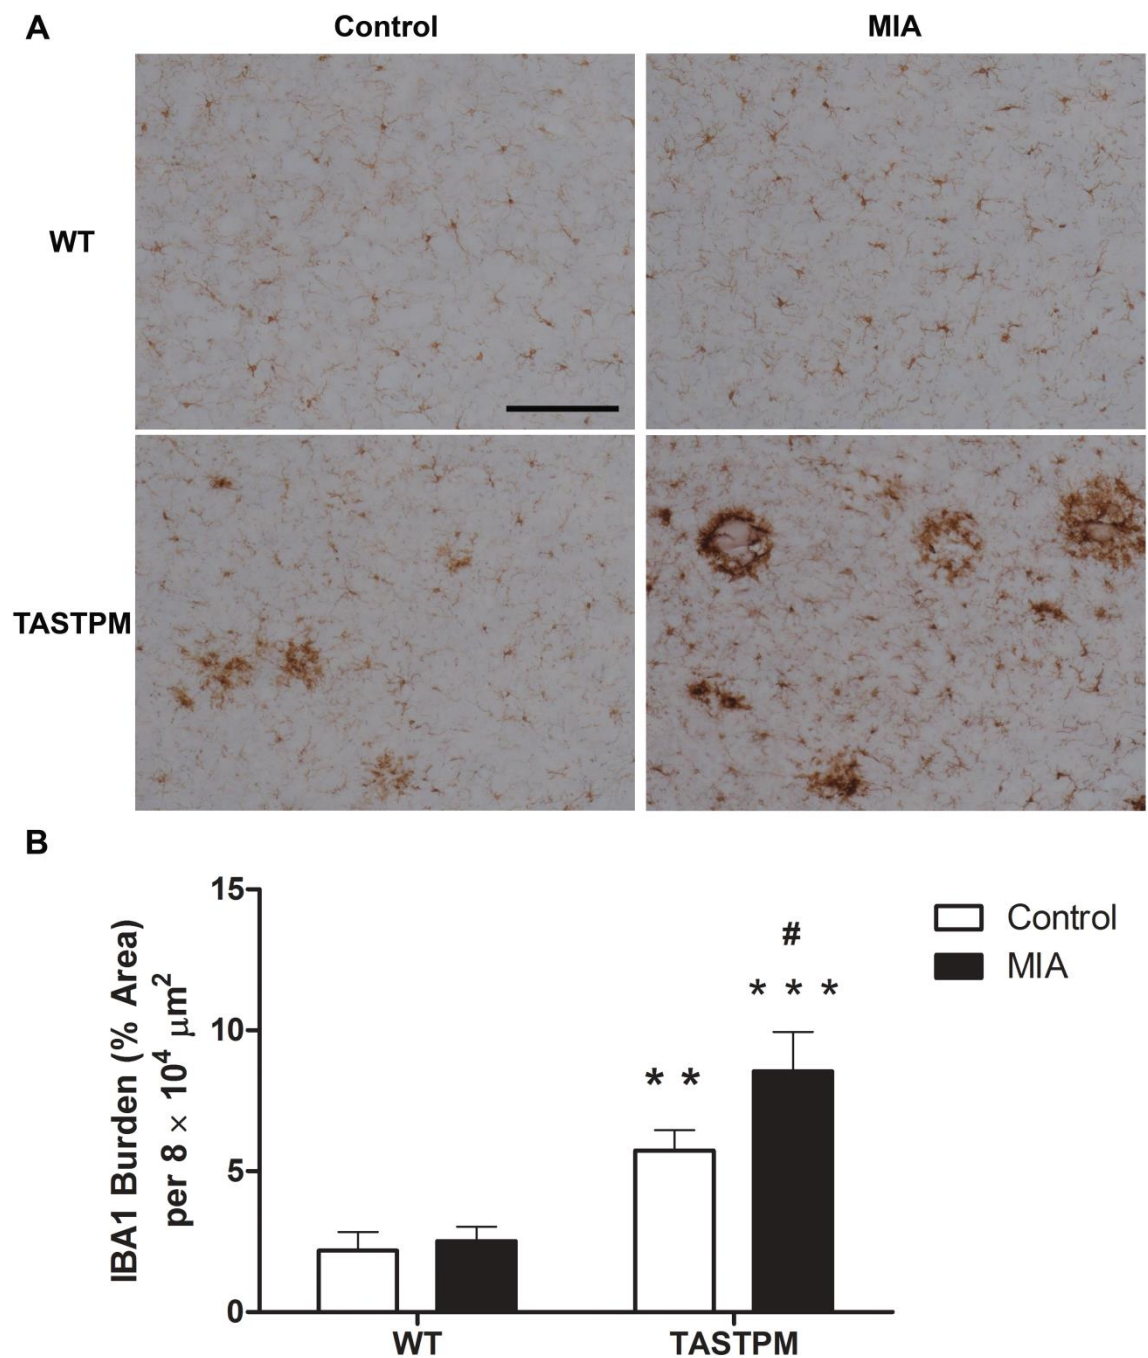 A
Control
MIA
WT
TASTPM
B
IBA1 Burden (% Area)
per 8 × 10⁴ μm²
15
10
5
0
* *
#
* * *
Control
MIA
WT
TASTPM